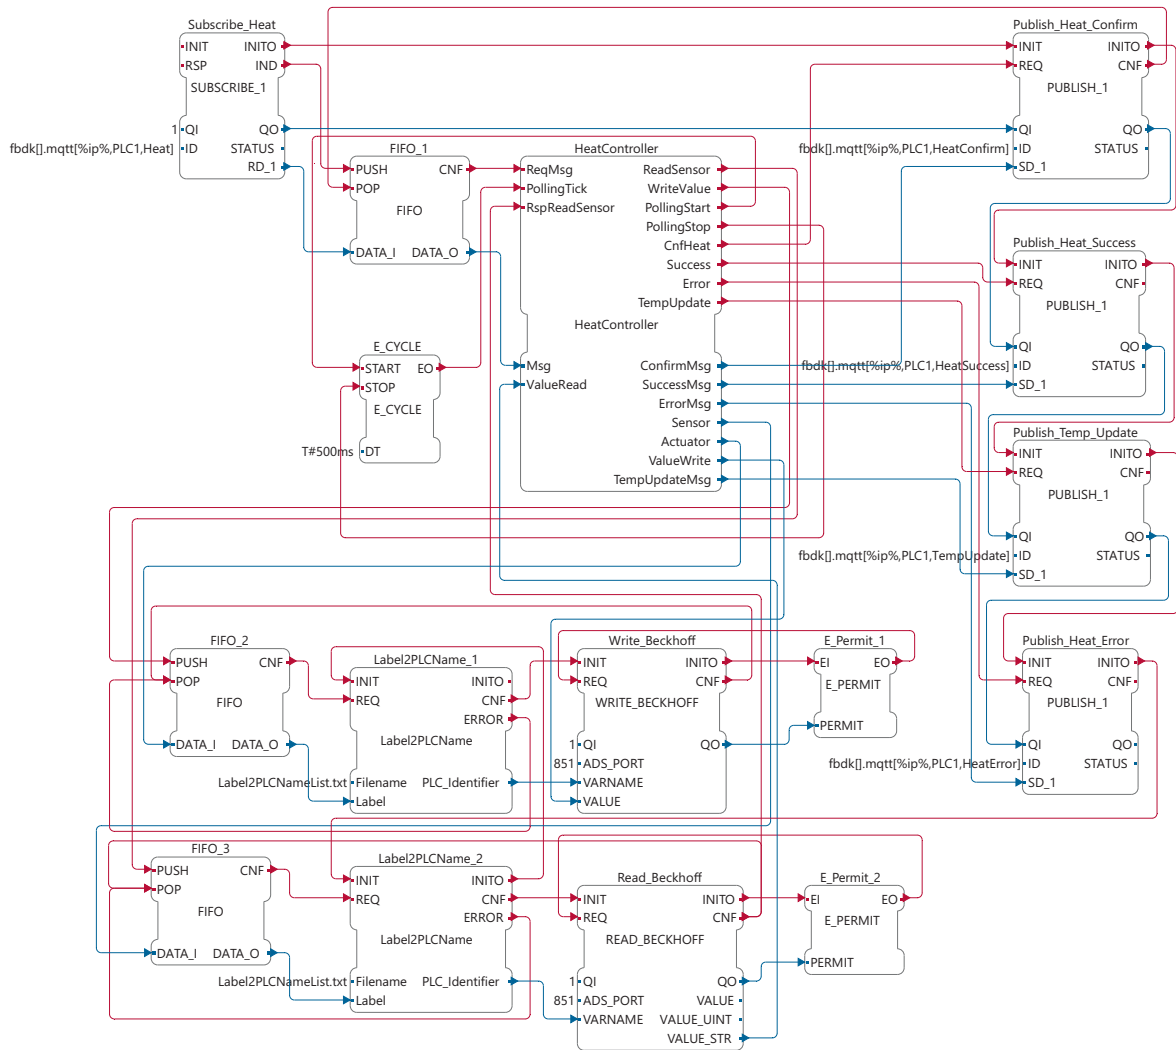 Subscribe_Heat
INIT INITO
RSP IND
SUBSCRIBE_1
1 QI QO
fbdk[].mqtt[%ip%,PLC1,Heat] ID STATUS
RD_1
Publish_Heat_Confirm
INIT INITO
REQ CNF
PUBLISH_1
QI QO
fbdk[].mqtt[%ip%,PLC1,HeatConfirm] ID STATUS
SD_1
FIFO_1
PUSH CNF
POP
FIFO
DATA_I DATA_O
HeatController
ReqMsg ReadSensor
PollingTick WriteValue
RspReadSensor PollingStart
PollingStop
CnfHeat
Success
Error
TempUpdate
HeatController
Msg ConfirmMsg
ValueRead SuccessMsg
ErrorMsg
Sensor
Actuator
ValueWrite
TempUpdateMsg
Publish_Heat_Success
INIT INITO
REQ CNF
PUBLISH_1
QI QO
fbdk[].mqtt[%ip%,PLC1,HeatSuccess] ID STATUS
SD_1
E_CYCLE
START EO
STOP
E_CYCLE
T#500ms DT
Publish_Temp_Update
INIT INITO
REQ CNF
PUBLISH_1
QI QO
fbdk[].mqtt[%ip%,PLC1,TempUpdate] ID STATUS
SD_1
FIFO_2
PUSH CNF
POP
FIFO
DATA_I DATA_O
Label2PLCName_1
INIT INITO
REQ CNF
ERROR
Label2PLCName
Label2PLCNameList.txt Filename PLC_Identifier
Label
Write_Beckhoff
INIT INITO
REQ CNF
WRITE_BECKHOFF
1 QI QO
851 ADS_PORT
VARNAME
VALUE
E_Permit_1
EI EO
E_PERMIT
PERMIT
Publish_Heat_Error
INIT INITO
REQ CNF
PUBLISH_1
QI QO
fbdk[].mqtt[%ip%,PLC1,HeatError] ID STATUS
SD_1
FIFO_3
PUSH CNF
POP
FIFO
DATA_I DATA_O
Label2PLCName_2
INIT INITO
REQ CNF
ERROR
Label2PLCName
Label2PLCNameList.txt Filename PLC_Identifier
Label
Read_Beckhoff
INIT INITO
REQ CNF
READ_BECKHOFF
1 QI QO
851 ADS_PORT VALUE
VARNAME VALUE_UINT
VALUE_STR
E_Permit_2
EI EO
E_PERMIT
PERMIT